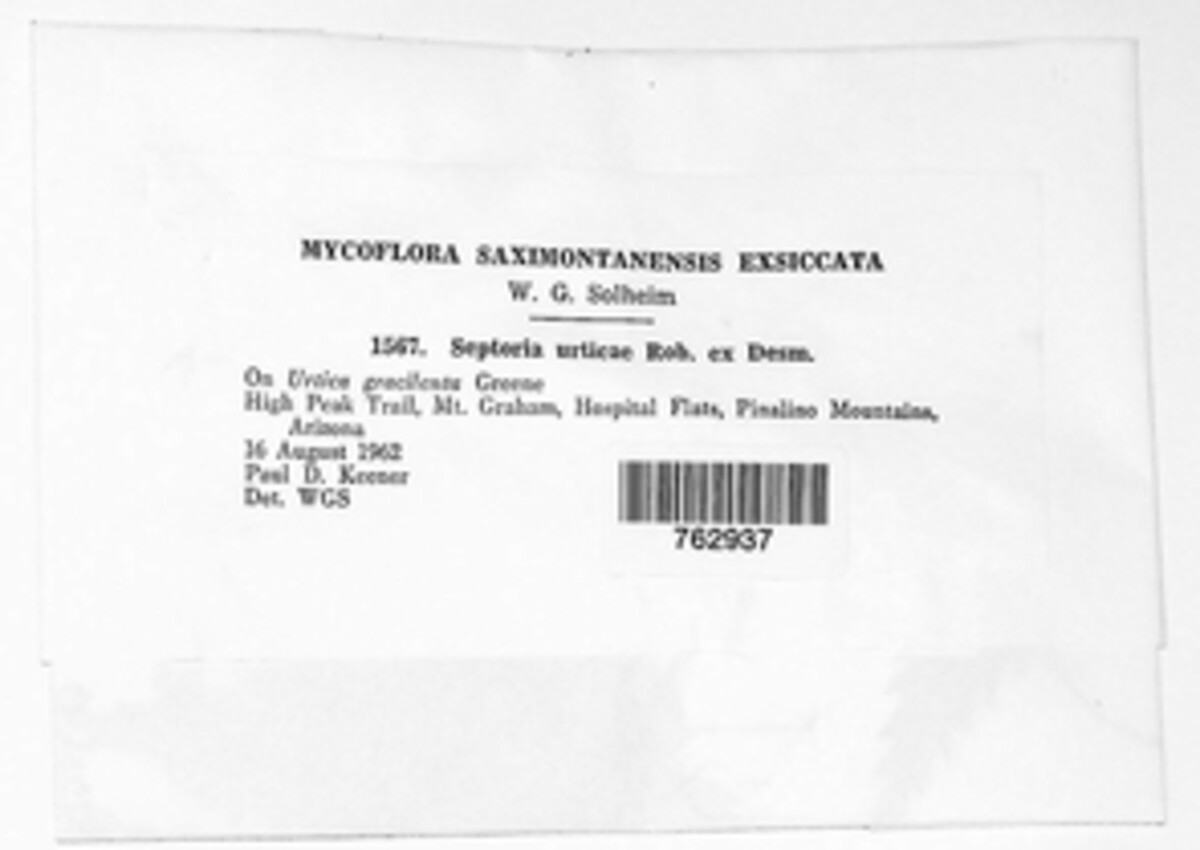 MYCOFLORA SAXIMONTANENSIS EXSICCATA
W. G. Solheim
1567. Septoria urticae Rob. ex Desm.
On Urtica gracilenta Greene
High Peak Trail, Mt. Graham, Hospital Flats, Pinalino Mountains,
Arizona
16 August 1962
Paul D. Keener
Det. WGS
762937